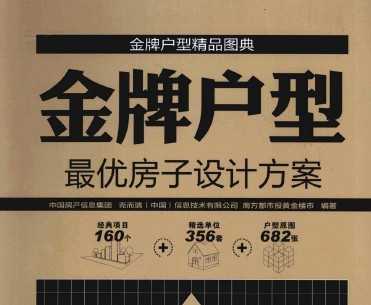 金牌户型精品图典
金牌户型
最优房子设计方案
中国房产信息集团 克而瑞（中国）信息技术有限公司 南方都市报黄金楼市 编著
经典项目 精选单位 户型原图
160个 + 356套 + 682张